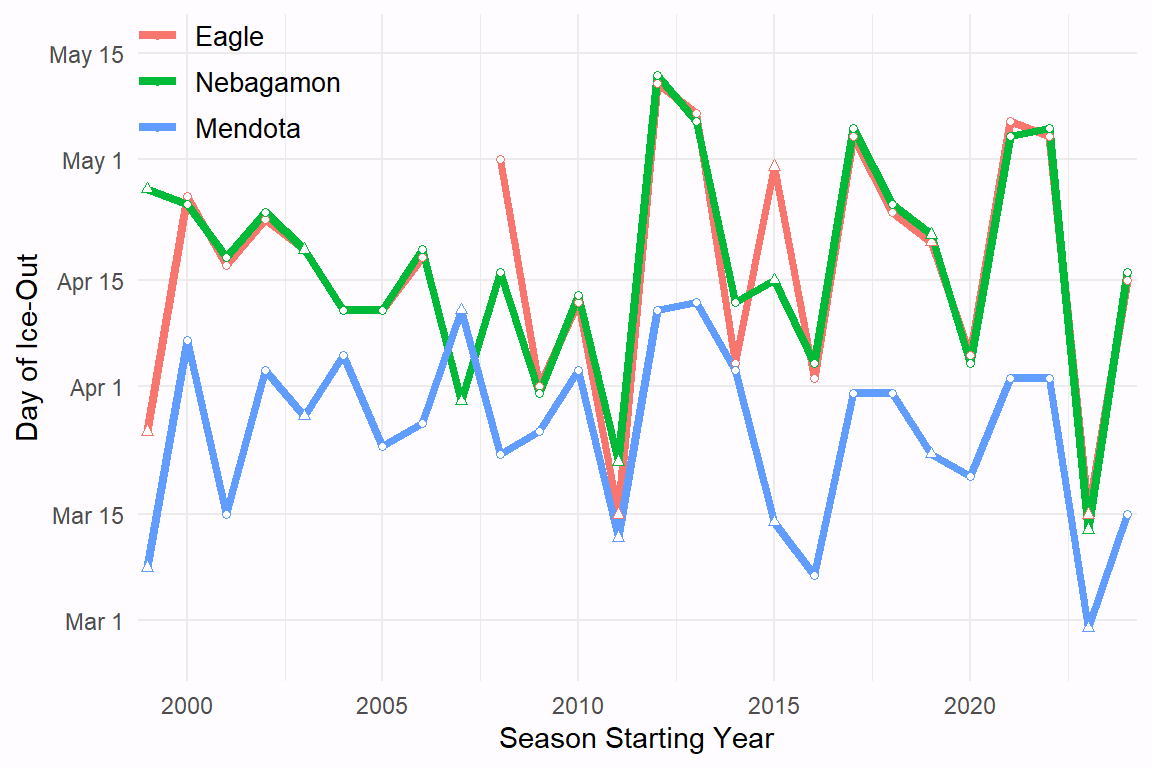 Eagle
Nebagamon
Mendota
May 15
May 1
Apr 15
Apr 1
Mar 15
Mar 1
Day of Ice-Out
2000 2005 2010 2015 2020
Season Starting Year